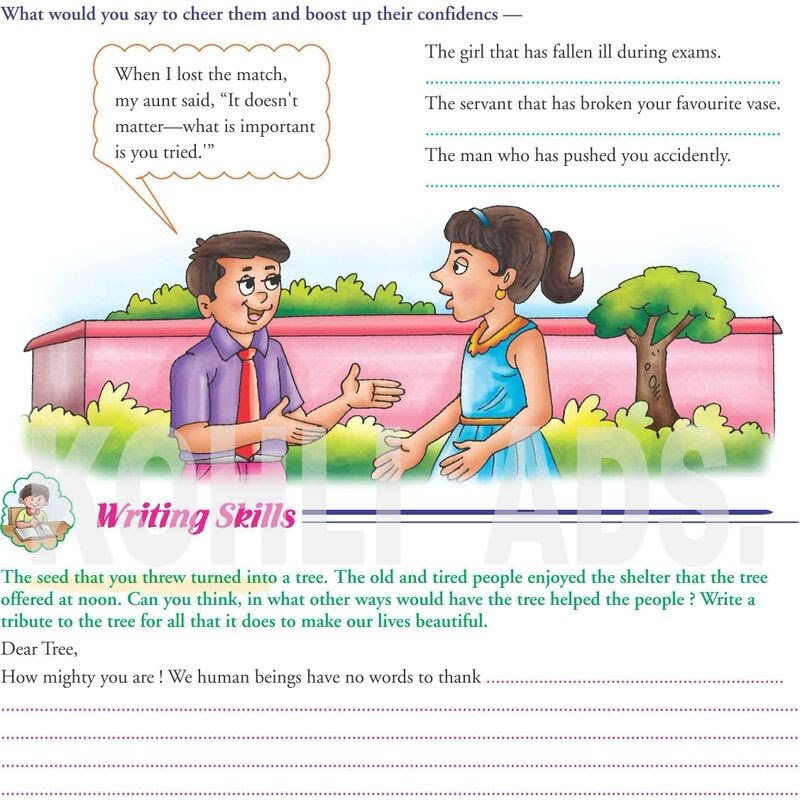 What would you say to cheer them and boost up their confidencs —
When I lost the match,
my aunt said, “It doesn't
matter—what is important
is you tried.'”
The girl that has fallen ill during exams.
The servant that has broken your favourite vase.
The man who has pushed you accidently.
KOHLI ADS.
Writing Skills
The seed that you threw turned into a tree. The old and tired people enjoyed the shelter that the tree
offered at noon. Can you think, in what other ways would have the tree helped the people ? Write a
tribute to the tree for all that it does to make our lives beautiful.
Dear Tree,
How mighty you are ! We human beings have no words to thank